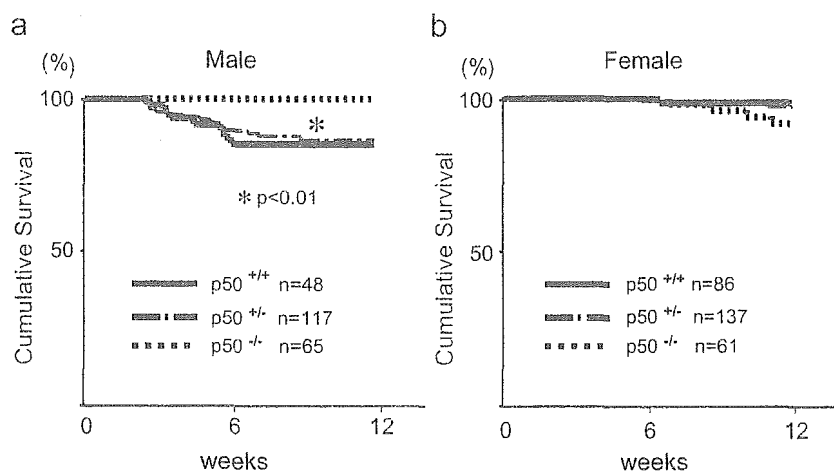 a
Male
(%)
100
50
Cumulative Survival
*
* p<0.01
p50 +/+ n=48
p50 +/- n=117
p50 -/- n=65
0
6
12
weeks
b
Female
(%)
100
50
Cumulative Survival
p50 +/+ n=86
p50 +/- n=137
p50 -/- n=61
0
6
12
weeks